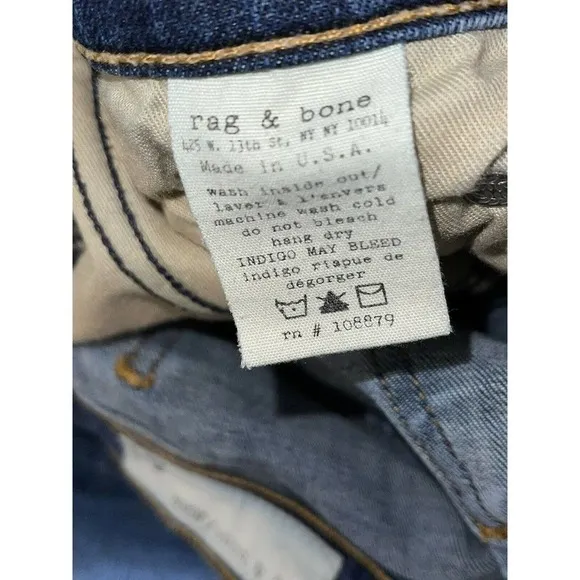 rag & bone
425 W. 13th St, NY NY 10014
Made in U.S.A.
wash inside out/
laver à l'envers
machine wash cold
do not bleach
hang dry
INDIGO MAY BLEED
indigo riaque de
dégorger
rn # 108879